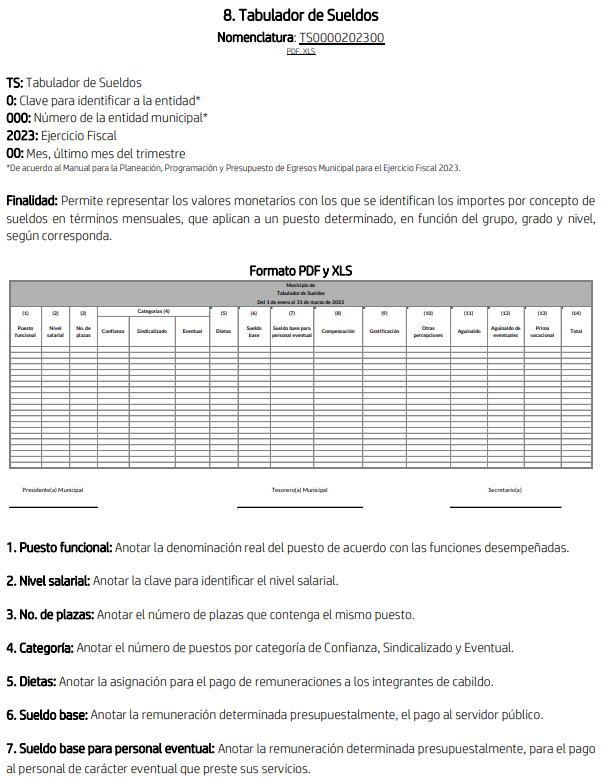 8. Tabulador de Sueldos
Nomenclatura: TS0000202300
PDF, XLS
TS: Tabulador de Sueldos
0: Clave para identificar a la entidad*
000: Número de la entidad municipal*
2023: Ejercicio Fiscal
00: Mes, último mes del trimestre
*De acuerdo al Manual para la Planeación, Programación y Presupuesto de Egresos Municipal para el Ejercicio Fiscal 2023.
Finalidad: Permite representar los valores monetarios con los que se identifican los importes por concepto de
sueldos en términos mensuales, que aplican a un puesto determinado, en función del grupo, grado y nivel,
según corresponda.
Formato PDF y XLS
Municipio de
Tabulador de Sueldos
Del 1 de enero al 31 de marzo de 2023
(1) (2) (3) Categorías (4) (5) (6) (7) (8) (9) (10) (11) (12) (13) (14)
Puesto funcional Nivel salarial No. de plazas Confianza Sindicalizado Eventual Dietas Sueldo base Sueldo base para personal eventual Compensación Gratificación Otras percepciones Aguinaldo Aguinaldo de eventuales Prima vacacional Total
Presidente(a) Municipal Tesorero(a) Municipal Secretario(a)
1. Puesto funcional: Anotar la denominación real del puesto de acuerdo con las funciones desempeñadas.
2. Nivel salarial: Anotar la clave para identificar el nivel salarial.
3. No. de plazas: Anotar el número de plazas que contenga el mismo puesto.
4. Categoría: Anotar el número de puestos por categoría de Confianza, Sindicalizado y Eventual.
5. Dietas: Anotar la asignación para el pago de remuneraciones a los integrantes de cabildo.
6. Sueldo base: Anotar la remuneración determinada presupuestalmente, el pago al servidor público.
7. Sueldo base para personal eventual: Anotar la remuneración determinada presupuestalmente, para el pago
al personal de carácter eventual que preste sus servicios.